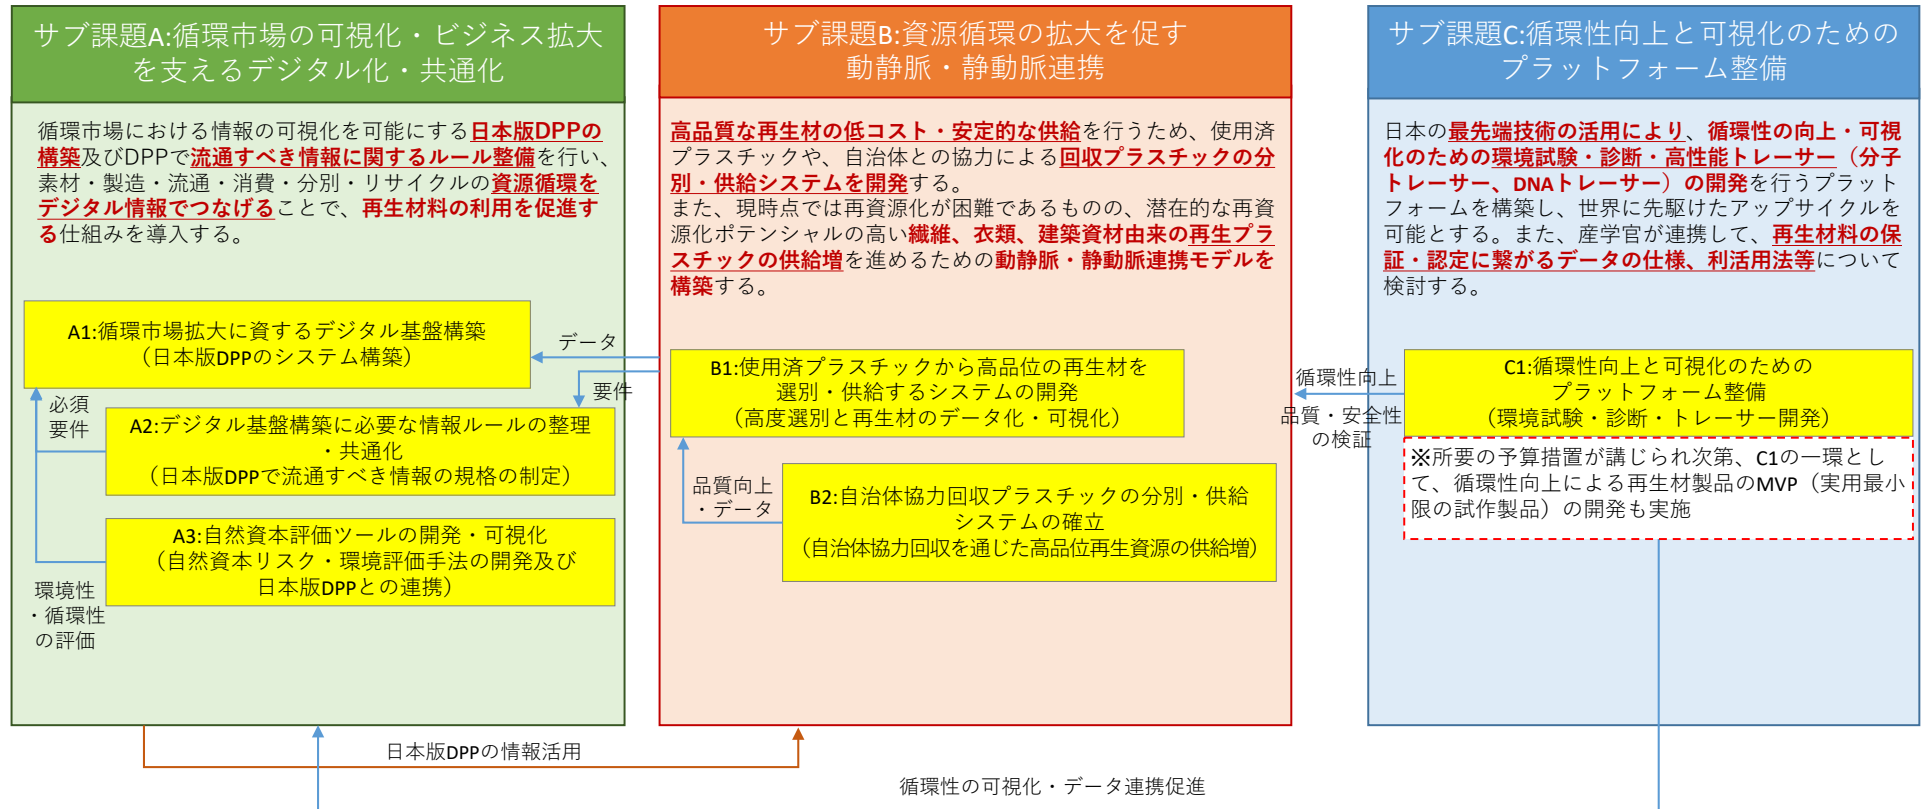 サブ課題A:循環市場の可視化・ビジネス拡大
を支えるデジタル化・共通化
循環市場における情報の可視化を可能にする日本版DPPの
構築及びDPPで流通すべき情報に関するルール整備を行い、
素材・製造・流通・消費・分別・リサイクルの資源循環を
デジタル情報でつなげることで、再生材料の利用を促進す
る仕組みを導入する。
A1:循環市場拡大に資するデジタル基盤構築
（日本版DPPのシステム構築）
必須
要件
A2:デジタル基盤構築に必要な情報ルールの整理
・共通化
（日本版DPPで流通すべき情報の規格の制定）
A3:自然資本評価ツールの開発・可視化
（自然資本リスク・環境評価手法の開発及び
日本版DPPとの連携）
環境性
・循環性
の評価
サブ課題B:資源循環の拡大を促す
動静脈・静動脈連携
高品質な再生材の低コスト・安定的な供給を行うため、使用済
プラスチックや、自治体との協力による回収プラスチックの分
別・供給システムを開発する。
また、現時点では再資源化が困難であるものの、潜在的な再資
源化ポテンシャルの高い繊維、衣類、建築資材由来の再生プラ
スチックの供給増を進めるための動静脈・静動脈連携モデルを
構築する。
データ
要件
B1:使用済プラスチックから高品位の再生材を
選別・供給するシステムの開発
（高度選別と再生材のデータ化・可視化）
品質向上
・データ
B2:自治体協力回収プラスチックの分別・供給
システムの確立
（自治体協力回収を通じた高品位再生資源の供給増）
サブ課題C:循環性向上と可視化のための
プラットフォーム整備
日本の最先端技術の活用により、循環性の向上・可視
化のための環境試験・診断・高性能トレーサー（分子
トレーサー、DNAトレーサー）の開発を行うプラット
フォームを構築し、世界に先駆けたアップサイクルを
可能とする。また、産学官が連携して、再生材料の保
証・認定に繋がるデータの仕様、利活用法等について
検討する。
循環性向上
品質・安全性
の検証
C1:循環性向上と可視化のための
プラットフォーム整備
（環境試験・診断・トレーサー開発）
※所要の予算措置が講じられ次第、C1の一環とし
て、循環性向上による再生材製品のMVP（実用最小
限の試作製品）の開発も実施
日本版DPPの情報活用
循環性の可視化・データ連携促進